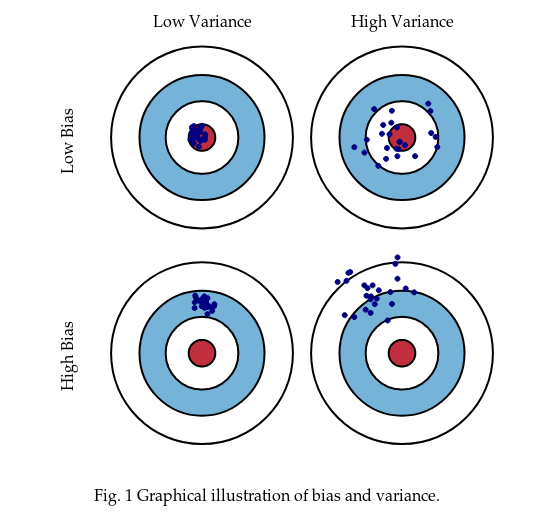 Low Variance
High Variance
Low Bias
High Bias
Fig. 1 Graphical illustration of bias and variance.